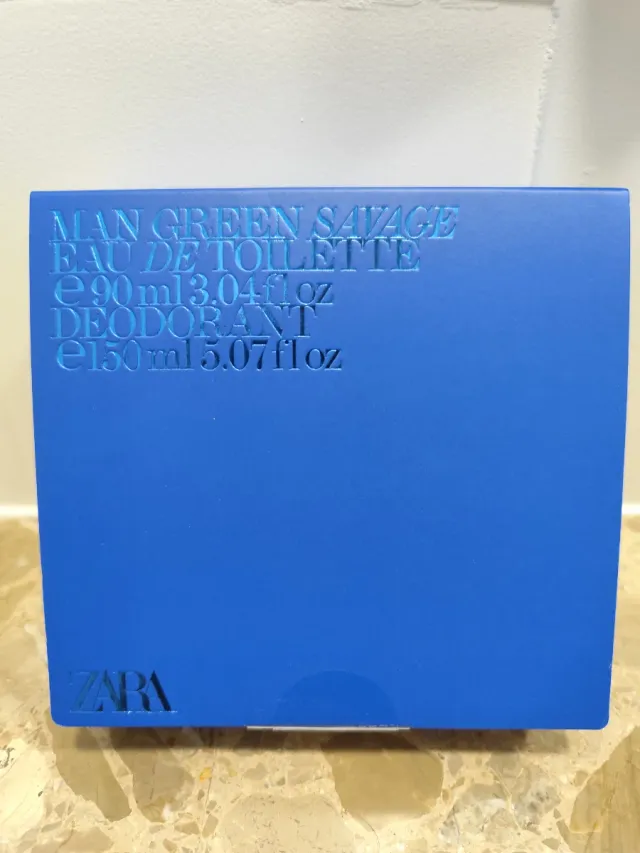 MAN GREEN SAVAGE
EAU DE TOILETTE
e 90 ml 3.04 fl oz
DEODORANT
e 150 ml 5.07 fl oz
ZARA